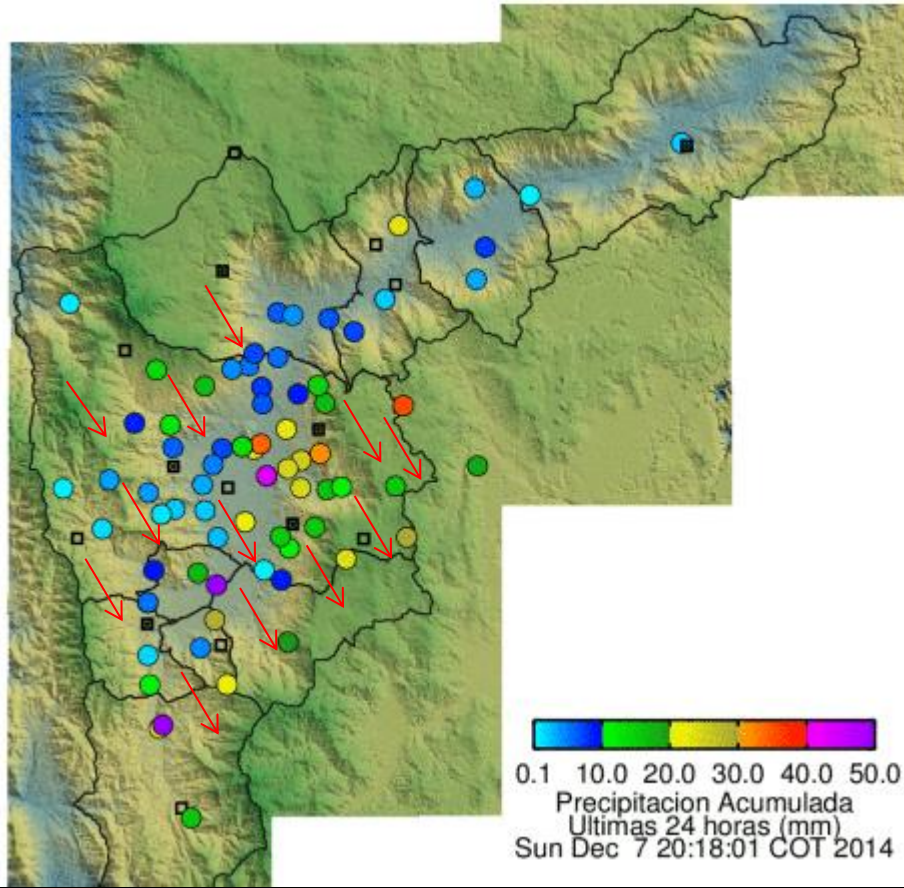 0.1 10.0 20.0 30.0 40.0 50.0
Precipitacion Acumulada
Ultimas 24 horas (mm)
Sun Dec 7 20:18:01 COT 2014